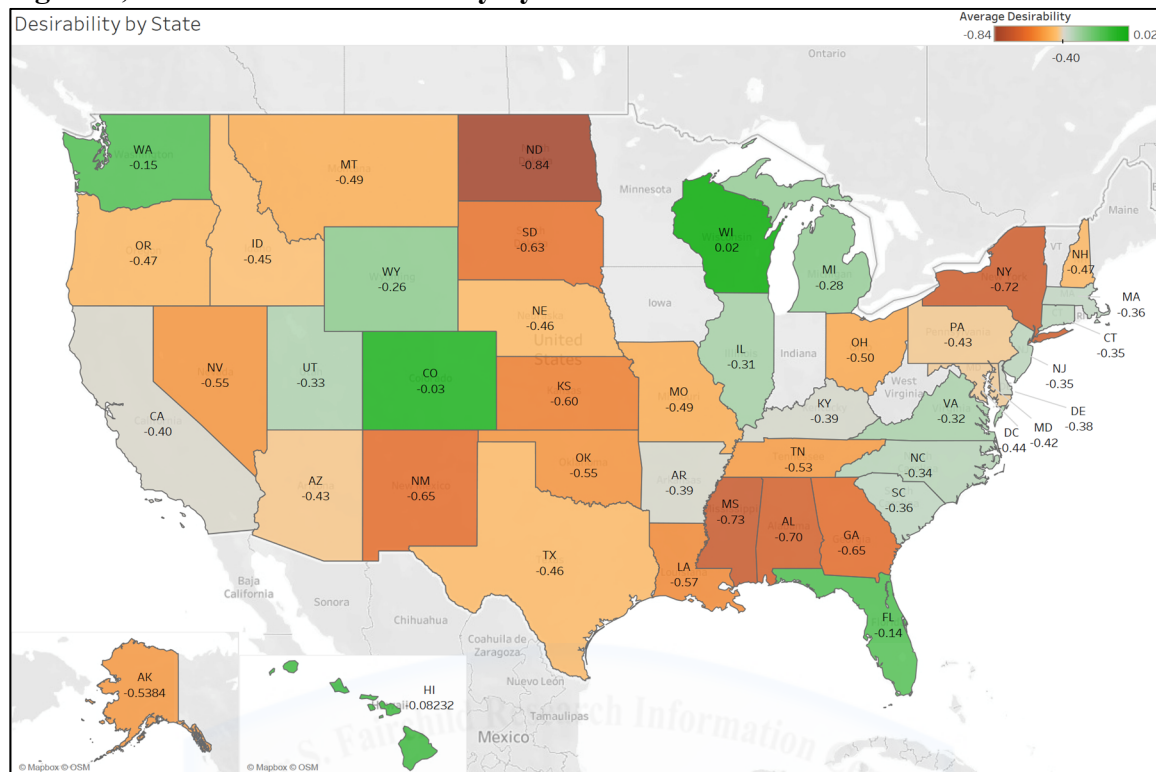 Desirability by State
Average Desirability
-0.84
0.02
-0.40
Ontario
WA
-0.15
MT
-0.49
ND
-0.84
Minnesota
Maine
OR
-0.47
ID
-0.45
SD
-0.63
WI
0.02
VT
NH
-0.47
WY
-0.26
MI
-0.28
NY
-0.72
MA
-0.36
Iowa
NE
-0.46
United
States
PA
-0.43
CT
-0.35
RI
NV
-0.55
UT
-0.33
CO
-0.03
IL
-0.31
Indiana
OH
-0.50
NJ
-0.35
KS
-0.60
MO
-0.49
West
Virginia
DE
-0.38
CA
-0.40
KY
-0.39
VA
-0.32
DC
-0.44
MD
-0.42
AZ
-0.43
NM
-0.65
OK
-0.55
AR
-0.39
TN
-0.53
NC
-0.34
SC
-0.36
MS
-0.73
AL
-0.70
GA
-0.65
TX
-0.46
LA
-0.57
Baja
California
Sonora
Chihuahua
FL
-0.14
Coahuila de
Zaragoza
Nuevo León
Tamaulipas
Mexico
AK
-0.5384
HI
-0.08232
S. Fairchild Research Information
© Mapbox © OSM
© Mapbox © OSM